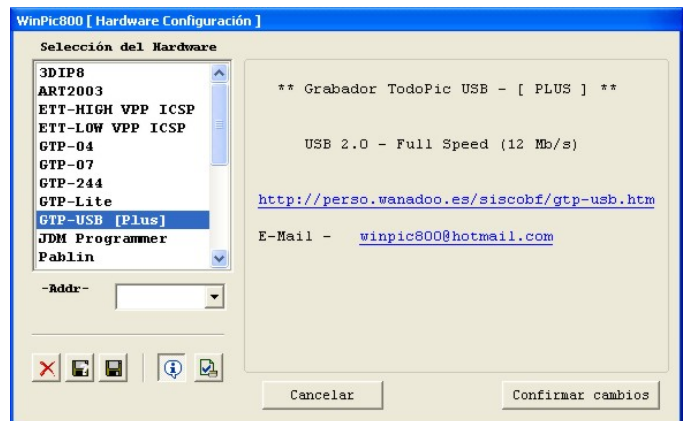 WinPic800 [ Hardware Configuración ]
Selección del Hardware
3DIP8
ART2003
ETT-HIGH VPP ICSP
ETT-LOW VPP ICSP
GTP-04
GTP-07
GTP-244
GTP-Lite
GTP-USB [Plus]
JDM Programmer
Pablin
-Addr-
** Grabador TodoPic USB - [ PLUS ] **
USB 2.0 - Full Speed (12 Mb/s)
http://perso.wanadoo.es/siscobf/gtp-usb.htm
E-Mail - winpic800@hotmail.com
Cancelar
Confirmar cambios